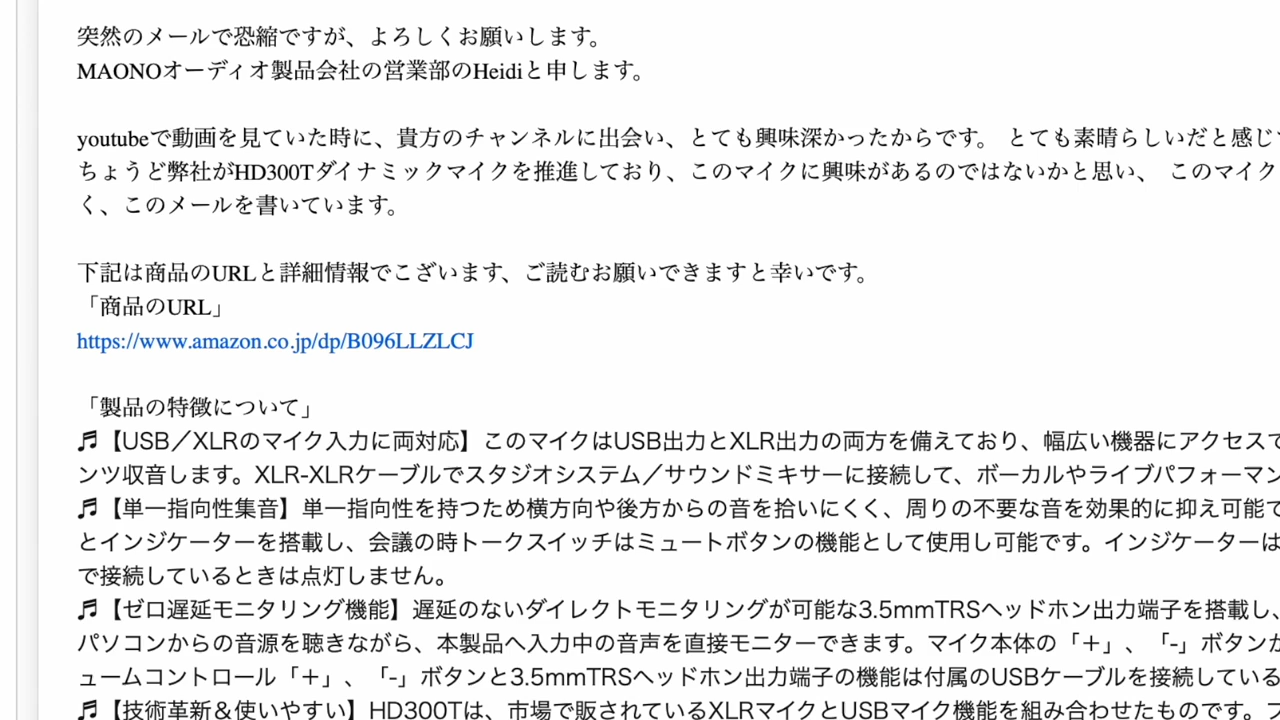 突然のメールで恐縮ですが、よろしくお願いします。
MAONOオーディオ製品会社の営業部のHeidiと申します。
youtubeで動画を見ていた時に、貴方のチャンネルに出会い、とても興味深かったからです。 とても素晴らしいだと感じ
ちょうど弊社がHD300Tダイナミックマイクを推進しており、このマイクに興味があるのではないかと思い、 このマイク
く、このメールを書いています。
下記は商品のURLと詳細情報でこざいます、ご読むお願いできますと幸いです。
「商品のURL」
https://www.amazon.co.jp/dp/B096LLZLCJ
「製品の特徴について」
🎵【USB／XLRのマイク入力に両対応】このマイクはUSB出力とXLR出力の両方を備えており、幅広い機器にアクセスで
ンツ収音します。XLR-XLRケーブルでスタジオシステム／サウンドミキサーに接続して、ボーカルやライブパフォーマン
🎵【単一指向性集音】単一指向性を持つため横方向や後方からの音を拾いにくく、周りの不要な音を効果的に抑え可能で
とインジケーターを搭載し、会議の時トークスイッチはミュートボタンの機能として使用し可能です。インジケーターは
で接続しているときは点灯しません。
🎵【ゼロ遅延モニタリング機能】遅延のないダイレクトモニタリングが可能な3.5mmTRSヘッドホン出力端子を搭載し、
パソコンからの音源を聴きながら、本製品へ入力中の音声を直接モニターできます。マイク本体の「＋」、「-」ボタンが
ュームコントロール「＋」、「-」ボタンと3.5mmTRSヘッドホン出力端子の機能は付属のUSBケーブルを接続している
🎵【技術革新＆使いやすい】HD300Tは、市場で販されているXLRマイクとUSBマイク機能を組み合わせたものです。フ